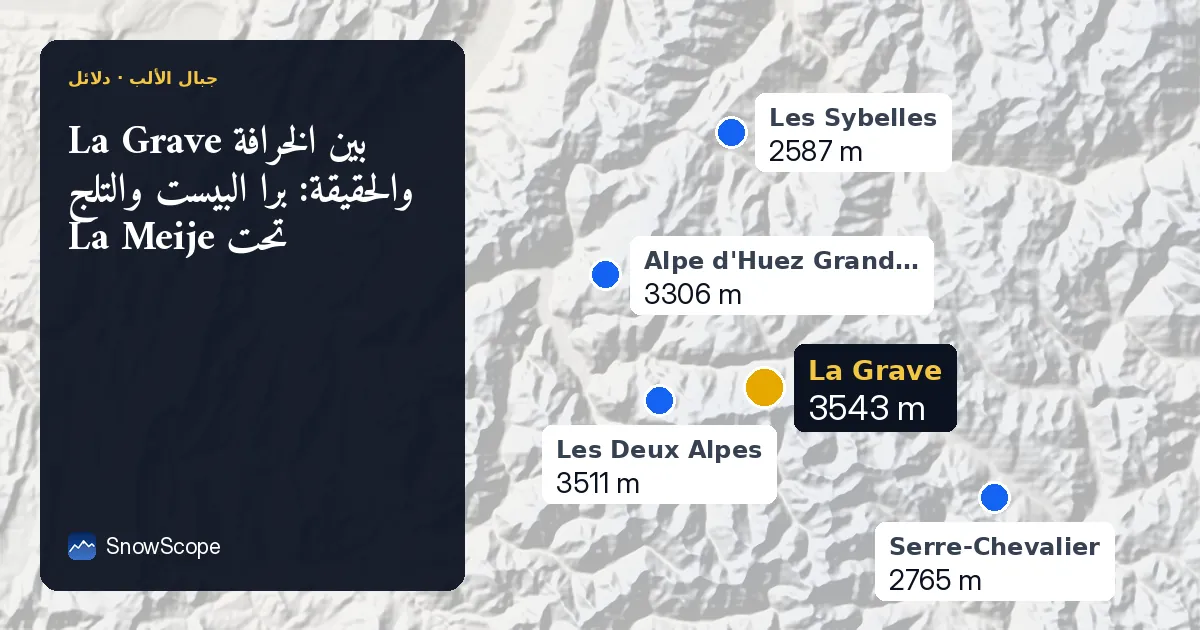 جبال الألب · دلائل
La Grave بين الخرافة
والحقيقة: برا البيست والتلج
La Meije تحت
SnowScope
Les Sybelles
2587 m
Alpe d'Huez Grand…
3306 m
La Grave
3543 m
Les Deux Alpes
3511 m
Serre-Chevalier
2765 m